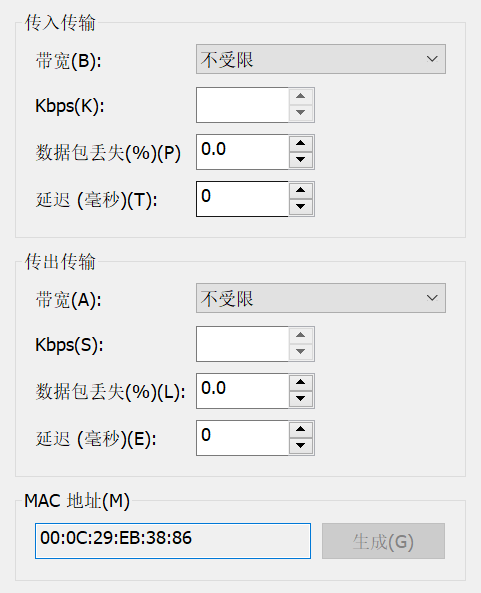 传入传输
带宽(B): 不受限
Kbps(K):
数据包丢失(%)(P) 0.0
延迟 (毫秒)(T): 0
传出传输
带宽(A): 不受限
Kbps(S):
数据包丢失(%)(L): 0.0
延迟 (毫秒)(E): 0
MAC 地址(M)
00:0C:29:EB:38:86 生成(G)